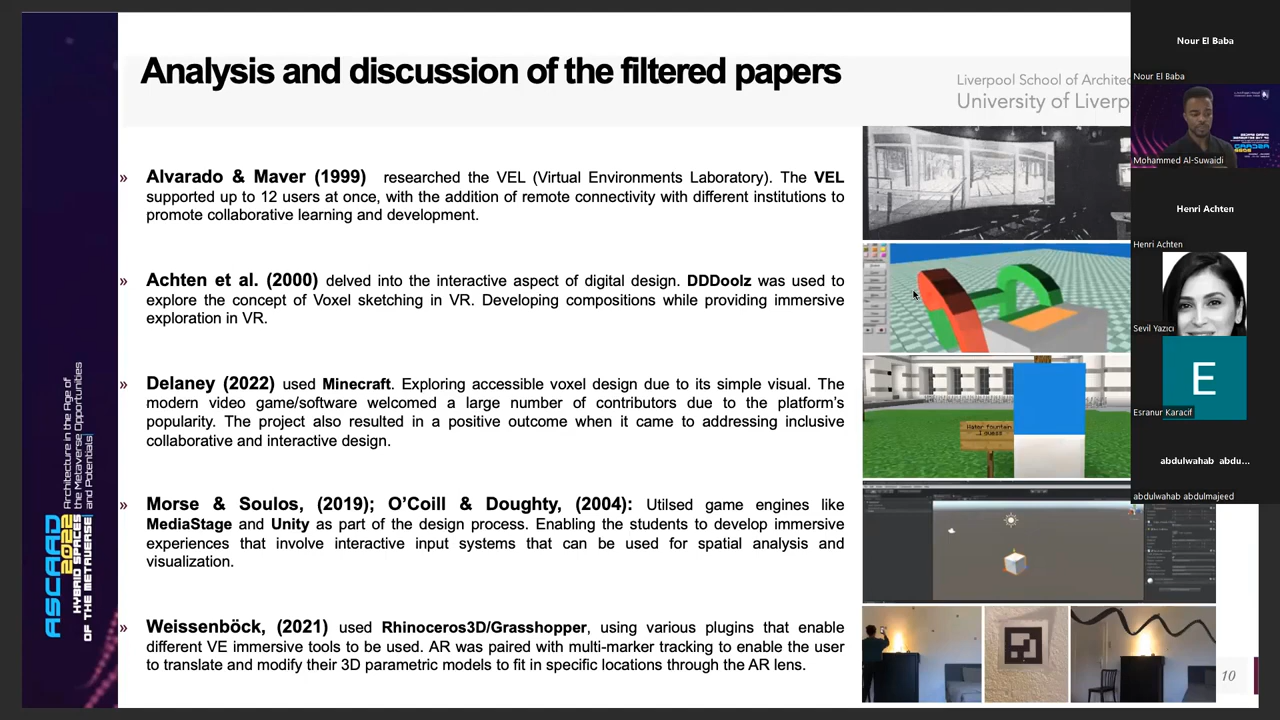 Analysis and discussion of the filtered papers
Liverpool School of Architec
University of Liverp
» Alvarado & Maver (1999) researched the VEL (Virtual Environments Laboratory). The VEL
supported up to 12 users at once, with the addition of remote connectivity with different institutions to
promote collaborative learning and development.
» Achten et al. (2000) delved into the interactive aspect of digital design. DDDoolz was used to
explore the concept of Voxel sketching in VR. Developing compositions while providing immersive
exploration in VR.
» Delaney (2022) used Minecraft. Exploring accessible voxel design due to its simple visual. The
modern video game/software welcomed a large number of contributors due to the platform's
popularity. The project also resulted in a positive outcome when it came to addressing inclusive
collaborative and interactive design.
» Morse & Soulos, (2019); O'Coill & Doughty, (2004): Utilsed game engines like
MediaStage and Unity as part of the design process. Enabling the students to develop immersive
experiences that involve interactive input systems that can be used for spatial analysis and
visualization.
» Weissenböck, (2021) used Rhinoceros3D/Grasshopper, using various plugins that enable
different VE immersive tools to be used. AR was paired with multi-marker tracking to enable the user
to translate and modify their 3D parametric models to fit in specific locations through the AR lens.
ASCAAD
2022
HYBRID SPACES
OF THE METAVERSE
Architecture in the Age of
the Metaverse Opportunities
and Potentials
Water fountain
I guess
10
Nour El Baba
Nour El Baba
Mohammed Al-Suwaidi
Henri Achten
Henri Achten
Sevil Yazıcı
E
Esranur Karacif
abdulwahab abdu...
abdulwahab abdulmajeed